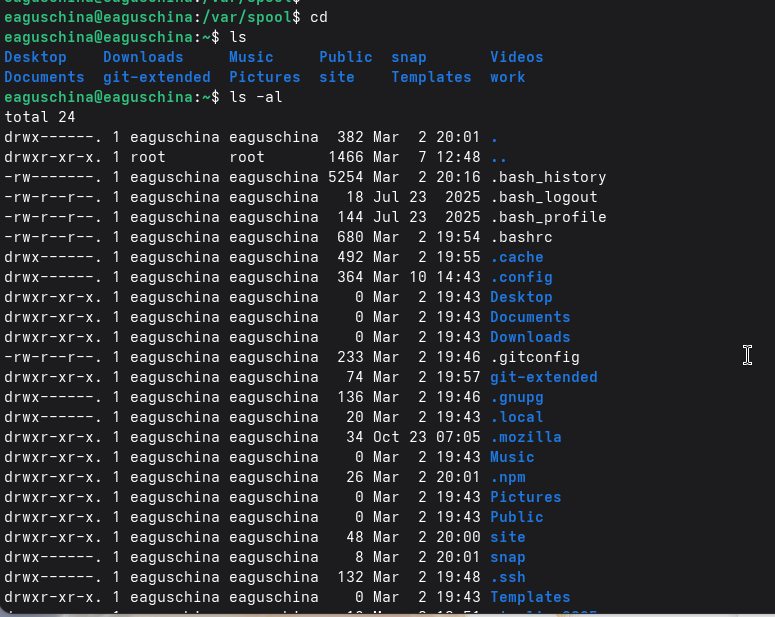 eaguschina@eaguschina:/var/spool$ cd
eaguschina@eaguschina:~$ ls
Desktop    Downloads     Music     Public  snap       Videos
Documents  git-extended  Pictures  site    Templates  work
eaguschina@eaguschina:~$ ls -al
total 24
drwx------. 1 eaguschina eaguschina  382 Mar  2 20:01 .
drwxr-xr-x. 1 root       root       1466 Mar  7 12:48 ..
-rw-------. 1 eaguschina eaguschina 5254 Mar  2 20:16 .bash_history
-rw-r--r--. 1 eaguschina eaguschina   18 Jul 23  2025 .bash_logout
-rw-r--r--. 1 eaguschina eaguschina  144 Jul 23  2025 .bash_profile
-rw-r--r--. 1 eaguschina eaguschina  680 Mar  2 19:54 .bashrc
drwx------. 1 eaguschina eaguschina  492 Mar  2 19:55 .cache
drwx------. 1 eaguschina eaguschina  364 Mar 10 14:43 .config
drwxr-xr-x. 1 eaguschina eaguschina    0 Mar  2 19:43 Desktop
drwxr-xr-x. 1 eaguschina eaguschina    0 Mar  2 19:43 Documents
drwxr-xr-x. 1 eaguschina eaguschina    0 Mar  2 19:43 Downloads
-rw-r--r--. 1 eaguschina eaguschina  233 Mar  2 19:46 .gitconfig
drwxr-xr-x. 1 eaguschina eaguschina   74 Mar  2 19:57 git-extended
drwx------. 1 eaguschina eaguschina  136 Mar  2 19:46 .gnupg
drwx------. 1 eaguschina eaguschina   20 Mar  2 19:43 .local
drwxr-xr-x. 1 eaguschina eaguschina   34 Oct 23 07:05 .mozilla
drwxr-xr-x. 1 eaguschina eaguschina    0 Mar  2 19:43 Music
drwxr-xr-x. 1 eaguschina eaguschina   26 Mar  2 20:01 .npm
drwxr-xr-x. 1 eaguschina eaguschina    0 Mar  2 19:43 Pictures
drwxr-xr-x. 1 eaguschina eaguschina    0 Mar  2 19:43 Public
drwxr-xr-x. 1 eaguschina eaguschina   48 Mar  2 20:00 site
drwx------. 1 eaguschina eaguschina    8 Mar  2 20:01 snap
drwx------. 1 eaguschina eaguschina  132 Mar  2 19:48 .ssh
drwxr-xr-x. 1 eaguschina eaguschina    0 Mar  2 19:43 Templates